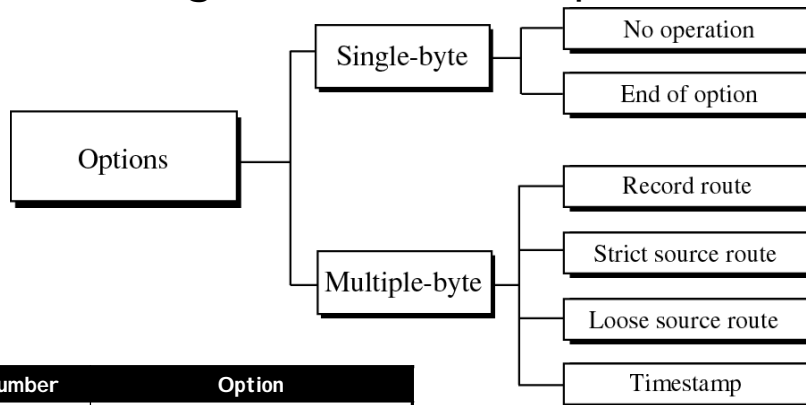 No operation
Single-byte
End of option
Options
Record route
Strict source route
Multiple-byte
Loose source route
Timestamp
Option